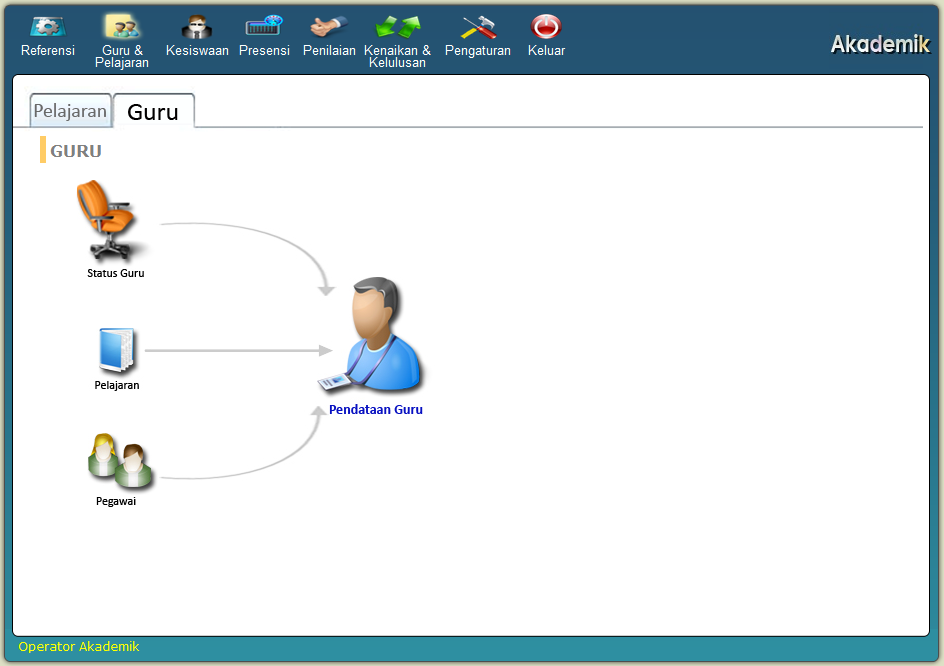 Referensi
Guru &
Pelajaran
Kesiswaan
Presensi
Penilaian
Kenaikan &
Kelulusan
Pengaturan
Keluar
Akademik
Pelajaran
Guru
GURU
Status Guru
Pelajaran
Pendataan Guru
Pegawai
Operator Akademik